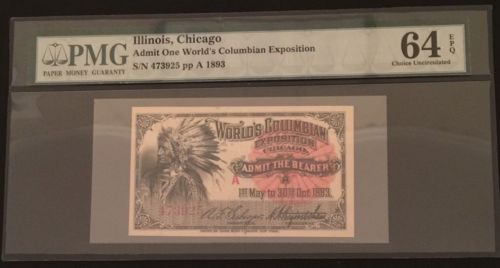 PMG
PAPER MONEY GUARANTY
Illinois, Chicago
Admit One World's Columbian Exposition
S/N 473925 pp A 1893
64 EPQ
Choice Uncirculated
WORLD'S COLUMBIAN
EXPOSITION
CHICAGO
ADMIT THE BEARER
A A
1ST May to 30TH Oct. 1893.
473925